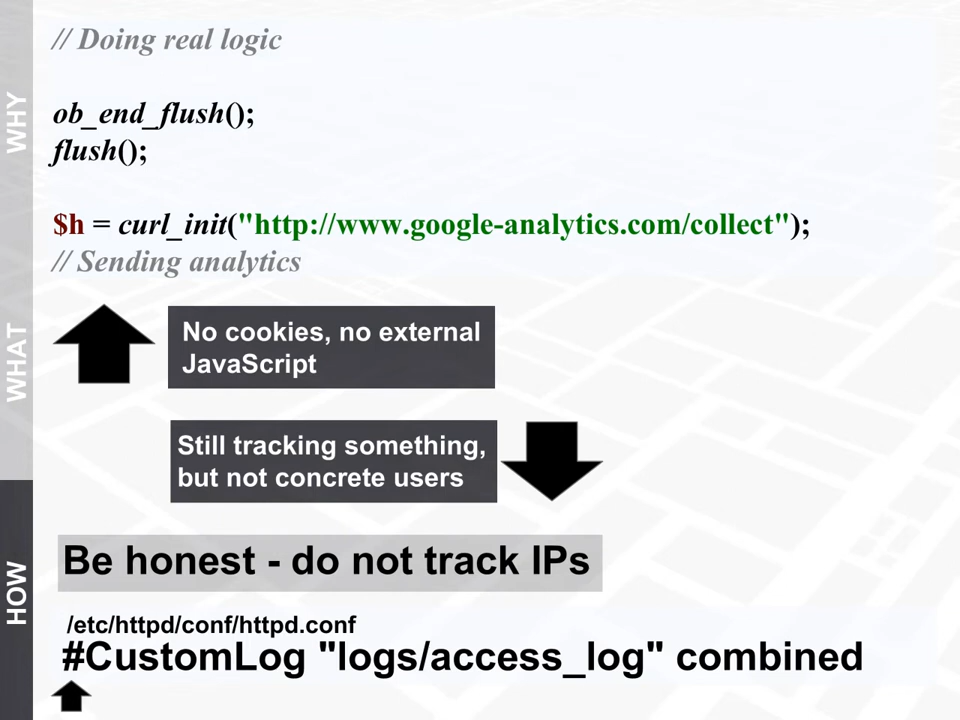 WHY
WHAT
HOW
// Doing real logic
ob_end_flush();
flush();
$h = curl_init("http://www.google-analytics.com/collect");
// Sending analytics
No cookies, no external
JavaScript
Still tracking something,
but not concrete users
Be honest - do not track IPs
/etc/httpd/conf/httpd.conf
#CustomLog "logs/access_log" combined